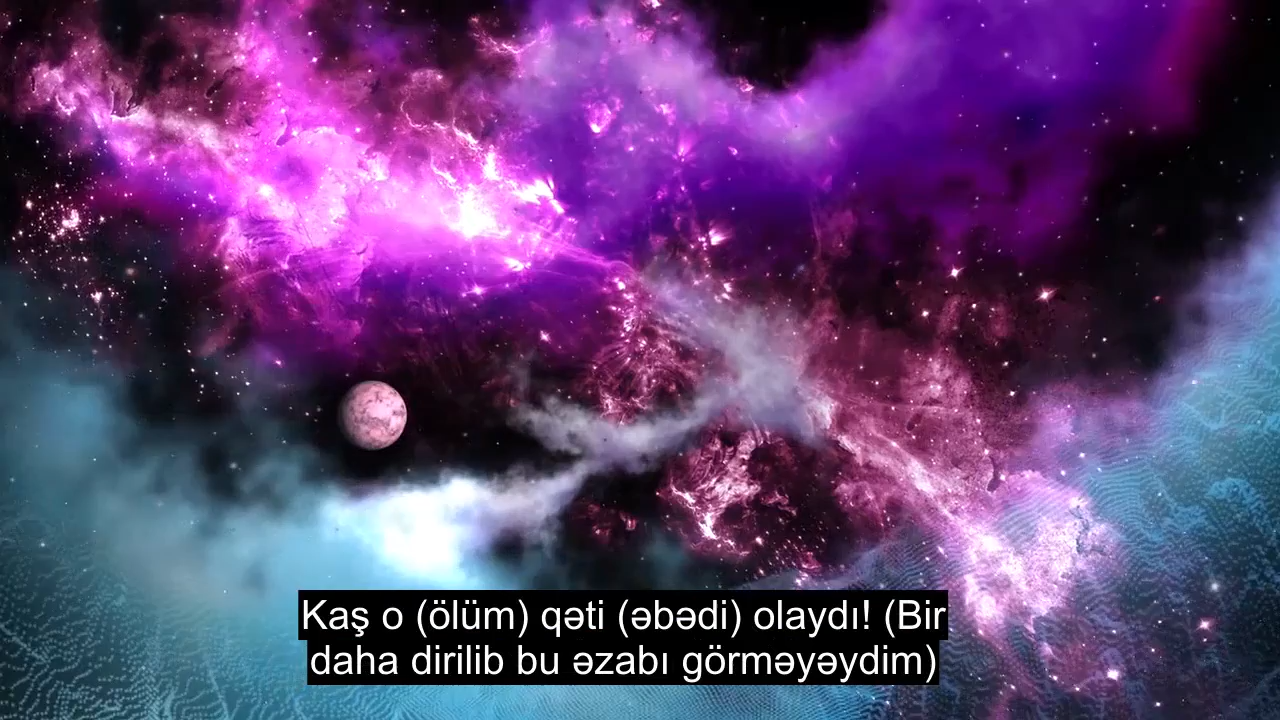 Kaş o (ölüm) qəti (əbədi) olaydı! (Bir
daha dirilib bu əzabı görməyəydim)